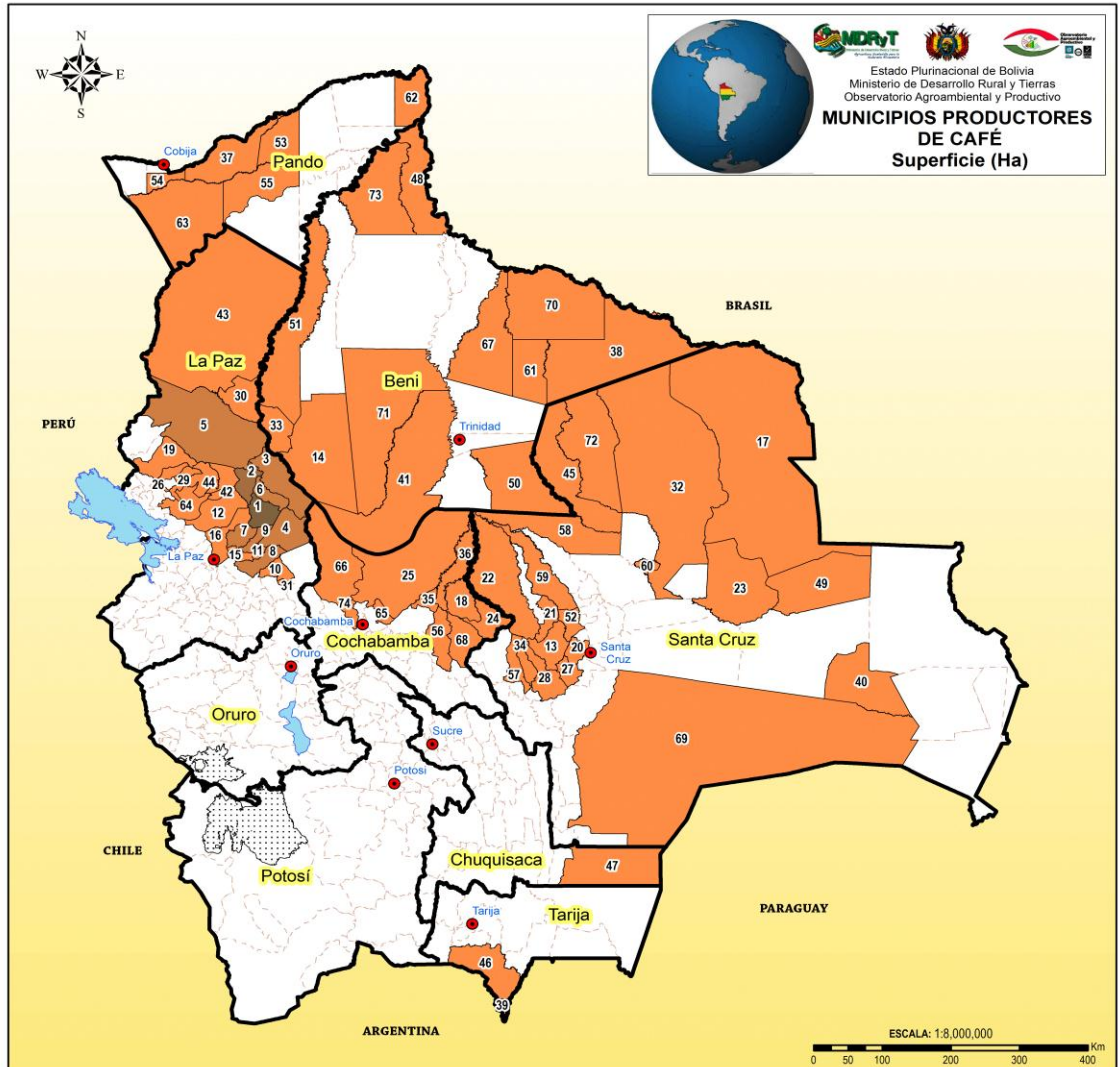 MDRyT
Observatorio
Agroambiental y
Productivo
Estado Plurinacional de Bolivia
Ministerio de Desarrollo Rural y Tierras
Observatorio Agroambiental y Productivo
MUNICIPIOS PRODUCTORES
DE CAFÉ
Superficie (Ha)
N
W E
S
62
53
37
Cobija
Pando
54
55
48
73
63
BRASIL
43
51
70
67
38
La Paz
61
30
Beni
PERÚ
5
71
17
33
Trinidad
72
19
3
14
2
45
26 29 44
42
6
41
50
32
64
12
1
7 9 4
16
58
La Paz
15 11 8
36
10
66
25
22
59
60
23
49
31
35
18
74
65
21
52
24
Cochabamba
56
Cochabamba
68
34
13
20
Santa
Cruz
Santa Cruz
Oruro
57
28
27
40
Oruro
69
Sucre
Potosi
CHILE
Chuquisaca
47
Potosí
PARAGUAY
Tarija
Tarija
46
39
ARGENTINA
ESCALA: 1:8,000,000
Km
0 50 100 200 300 400